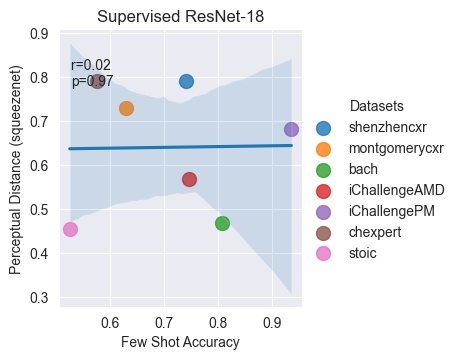 Supervised ResNet-18
0.9
0.8
0.7
0.6
0.5
0.4
0.3
Perceptual Distance (squeezenet)
r=0.02
p=0.97
0.6
0.7
0.8
0.9
Few Shot Accuracy
Datasets
shenzhencxr
montgomerycxr
bach
iChallengeAMD
iChallengePM
chexpert
stoic